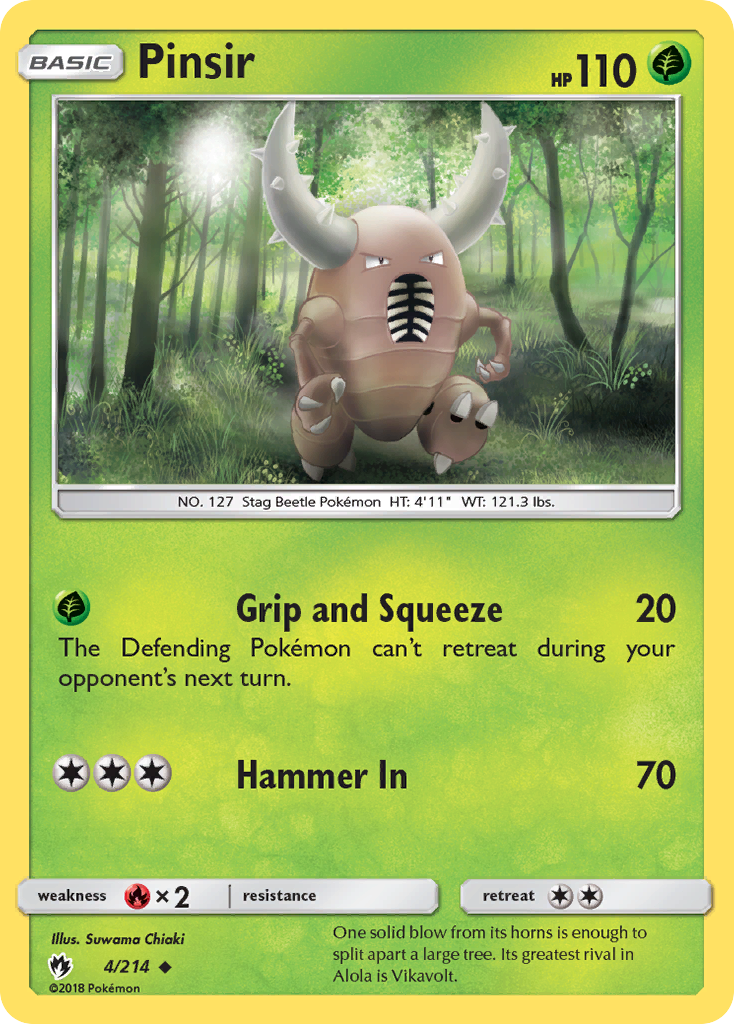 BASIC Pinsir HP 110
NO. 127 Stag Beetle Pokémon HT: 4'11" WT: 121.3 lbs.
Grip and Squeeze 20
The Defending Pokémon can't retreat during your
opponent's next turn.
Hammer In 70
weakness × 2 resistance retreat
Illus. Suwama Chiaki
4/214
©2018 Pokémon
One solid blow from its horns is enough to
split apart a large tree. Its greatest rival in
Alola is Vikavolt.